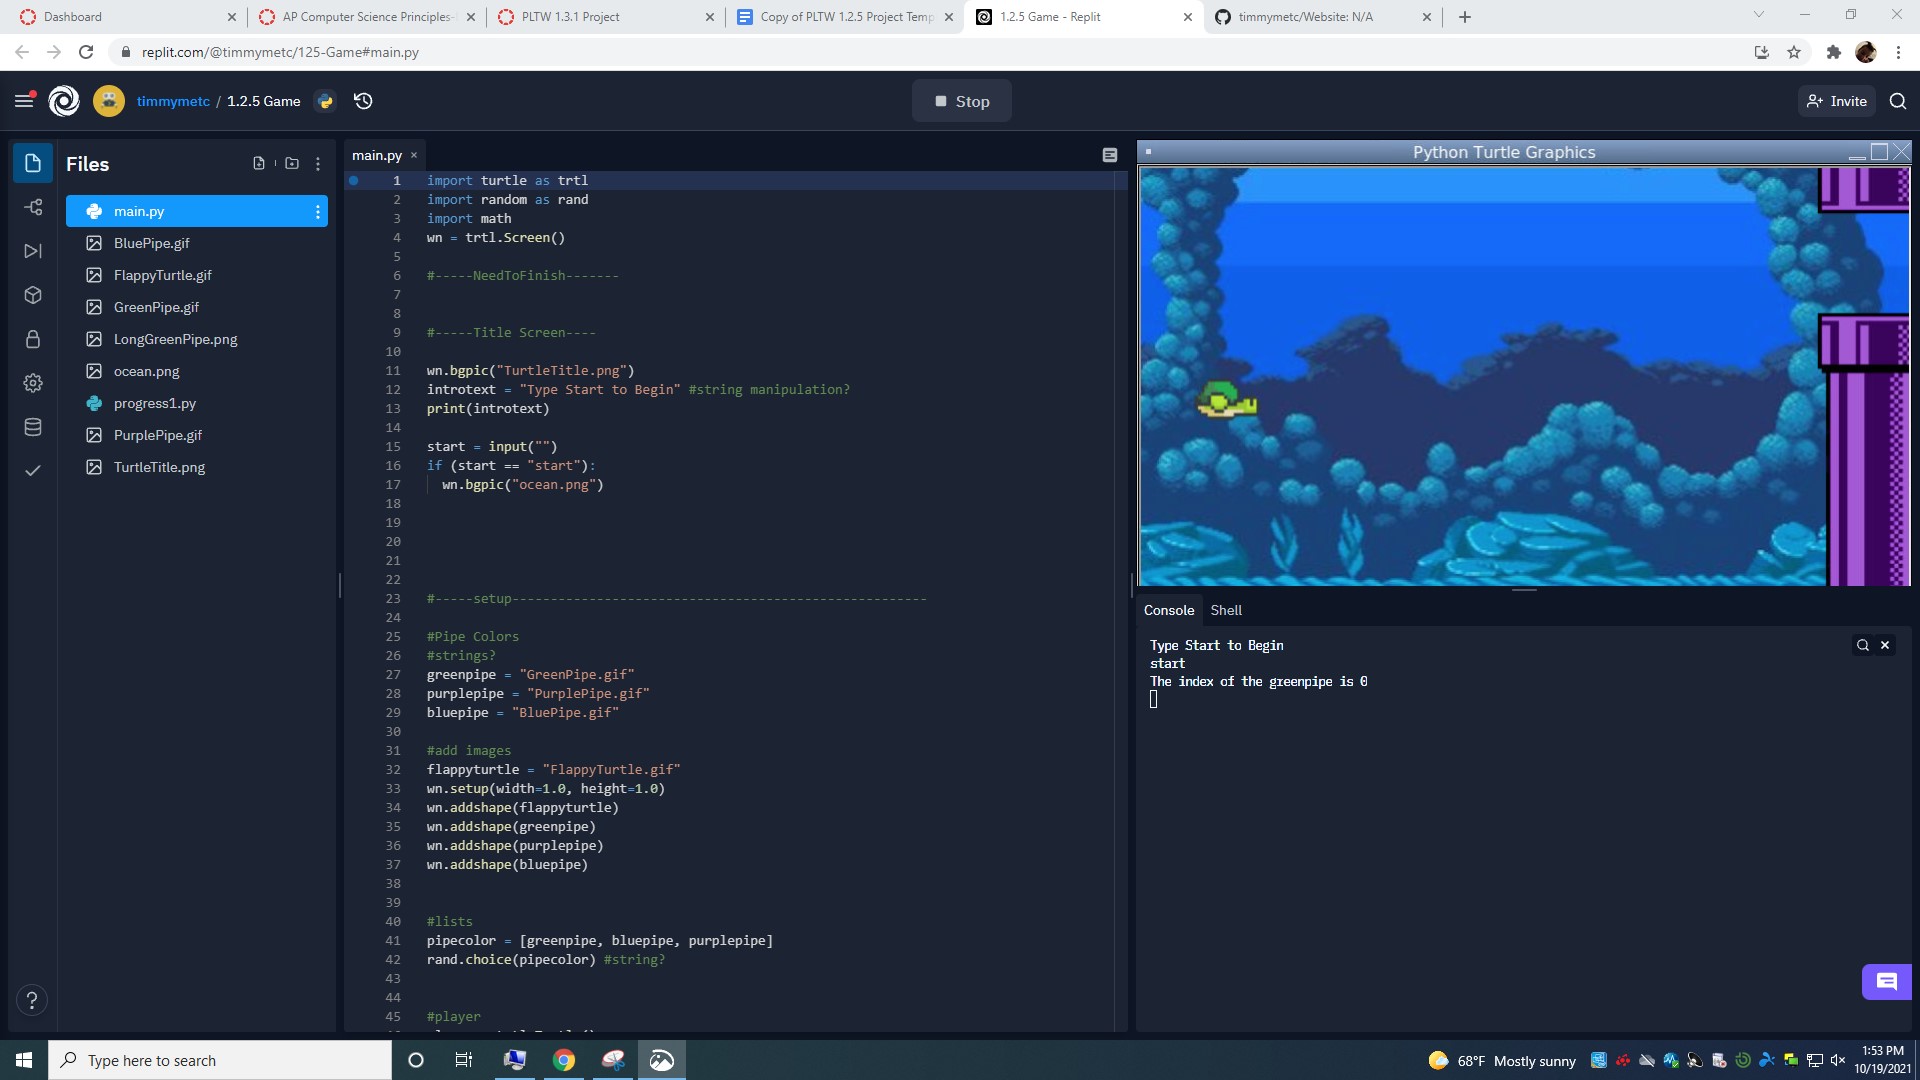 Dashboard
AP Computer Science Principles-
PLTW 1.3.1 Project
Copy of PLTW 1.2.5 Project Temp
1.2.5 Game - Replit
timmymetc/Website: N/A
replit.com/@timmymetc/125-Game#main.py
timmymetc / 1.2.5 Game
Stop
Invite
Files
main.py
BluePipe.gif
FlappyTurtle.gif
GreenPipe.gif
LongGreenPipe.png
ocean.png
progress1.py
PurplePipe.gif
TurtleTitle.png
?
main.py
1 import turtle as trtl
2 import random as rand
3 import math
4 wn = trtl.Screen()
5
6 #-----NeedToFinish-------
7
8
9 #-----Title Screen----
10
11 wn.bgpic("TurtleTitle.png")
12 introtext = "Type Start to Begin" #string manipulation?
13 print(introtext)
14
15 start = input("")
16 if (start == "start"):
17 wn.bgpic("ocean.png")
18
19
20
21
22
23 #-----setup------------------------------------------------------
24
25 #Pipe Colors
26 #strings?
27 greenpipe = "GreenPipe.gif"
28 purplepipe = "PurplePipe.gif"
29 bluepipe = "BluePipe.gif"
30
31 #add images
32 flappyturtle = "FlappyTurtle.gif"
33 wn.setup(width=1.0, height=1.0)
34 wn.addshape(flappyturtle)
35 wn.addshape(greenpipe)
36 wn.addshape(purplepipe)
37 wn.addshape(bluepipe)
38
39
40 #lists
41 pipecolor = [greenpipe, bluepipe, purplepipe]
42 rand.choice(pipecolor) #string?
43
44
45 #player
Python Turtle Graphics
Console
Shell
Type Start to Begin
start
The index of the greenpipe is 0
Type here to search
68°F Mostly sunny
1:53 PM
10/19/2021